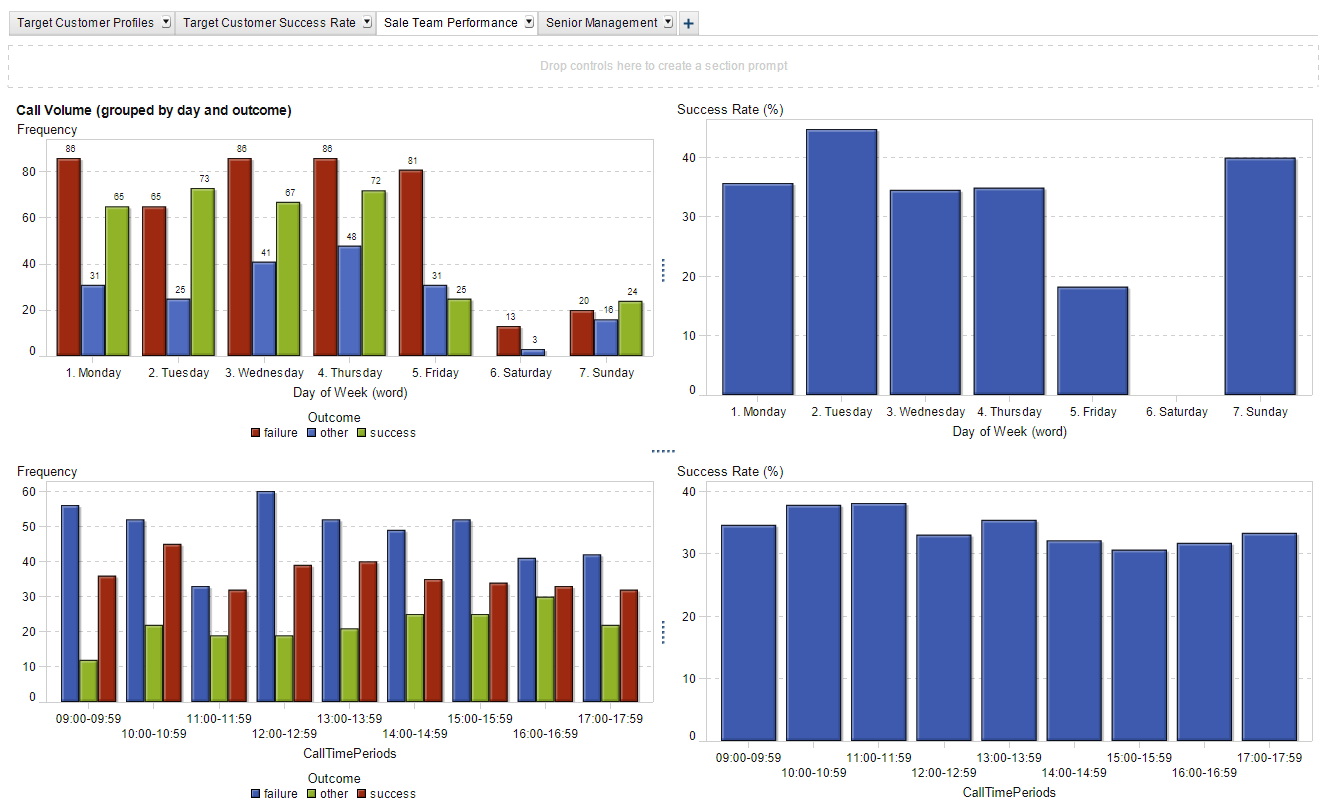 Target Customer Profiles Target Customer Success Rate Sale Team Performance Senior Management +
Drop controls here to create a section prompt
Call Volume (grouped by day and outcome)
Frequency
80
60
40
20
0
86 31 65 65 25 73 86 41 67 86 48 72 81 31 25 13 3 20 16 24
1. Monday 2. Tuesday 3. Wednesday 4. Thursday 5. Friday 6. Saturday 7. Sunday
Day of Week (word)
Outcome
failure other success
Success Rate (%)
40
30
20
10
0
1. Monday 2. Tuesday 3. Wednesday 4. Thursday 5. Friday 6. Saturday 7. Sunday
Day of Week (word)
Frequency
60
50
40
30
20
10
0
09:00-09:59 11:00-11:59 13:00-13:59 15:00-15:59 17:00-17:59
10:00-10:59 12:00-12:59 14:00-14:59 16:00-16:59
CallTimePeriods
Outcome
failure other success
Success Rate (%)
40
30
20
10
0
09:00-09:59 11:00-11:59 13:00-13:59 15:00-15:59 17:00-17:59
10:00-10:59 12:00-12:59 14:00-14:59 16:00-16:59
CallTimePeriods